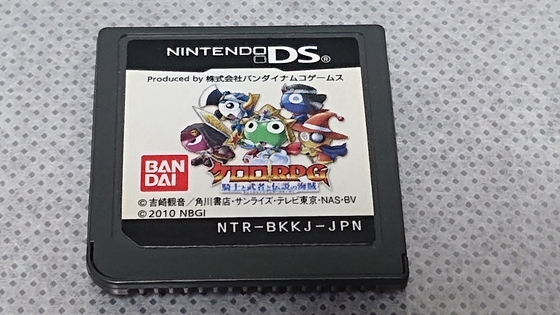 NINTENDO DS®
Produced by 株式会社バンダイナムコゲームス
BAN
DAI
ケロロRPG
騎士と武者と伝説の海賊
©吉崎観音／角川書店・サンライズ・テレビ東京・NAS・BV
©2010 NBGI
NTR-BKKJ-JPN